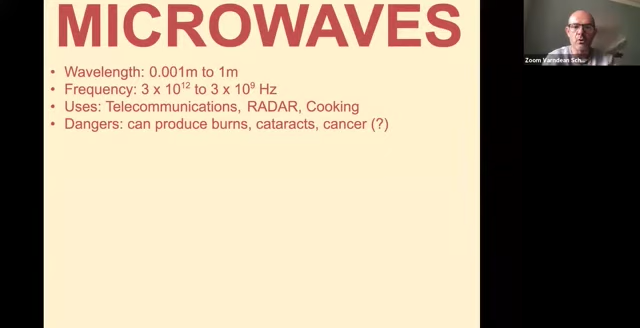 MICROWAVES
• Wavelength: 0.001m to 1m
• Frequency: 3 x 10¹² to 3 x 10⁹ Hz
• Uses: Telecommunications, RADAR, Cooking
• Dangers: can produce burns, cataracts, cancer (?)
Zoom Varndean Sch...